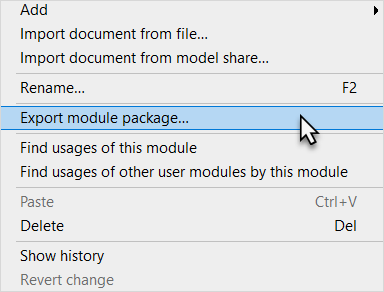 Add
Import document from file...
Import document from model share...
Rename... F2
Export module package...
Find usages of this module
Find usages of other user modules by this module
Paste Ctrl+V
Delete Del
Show history
Revert change